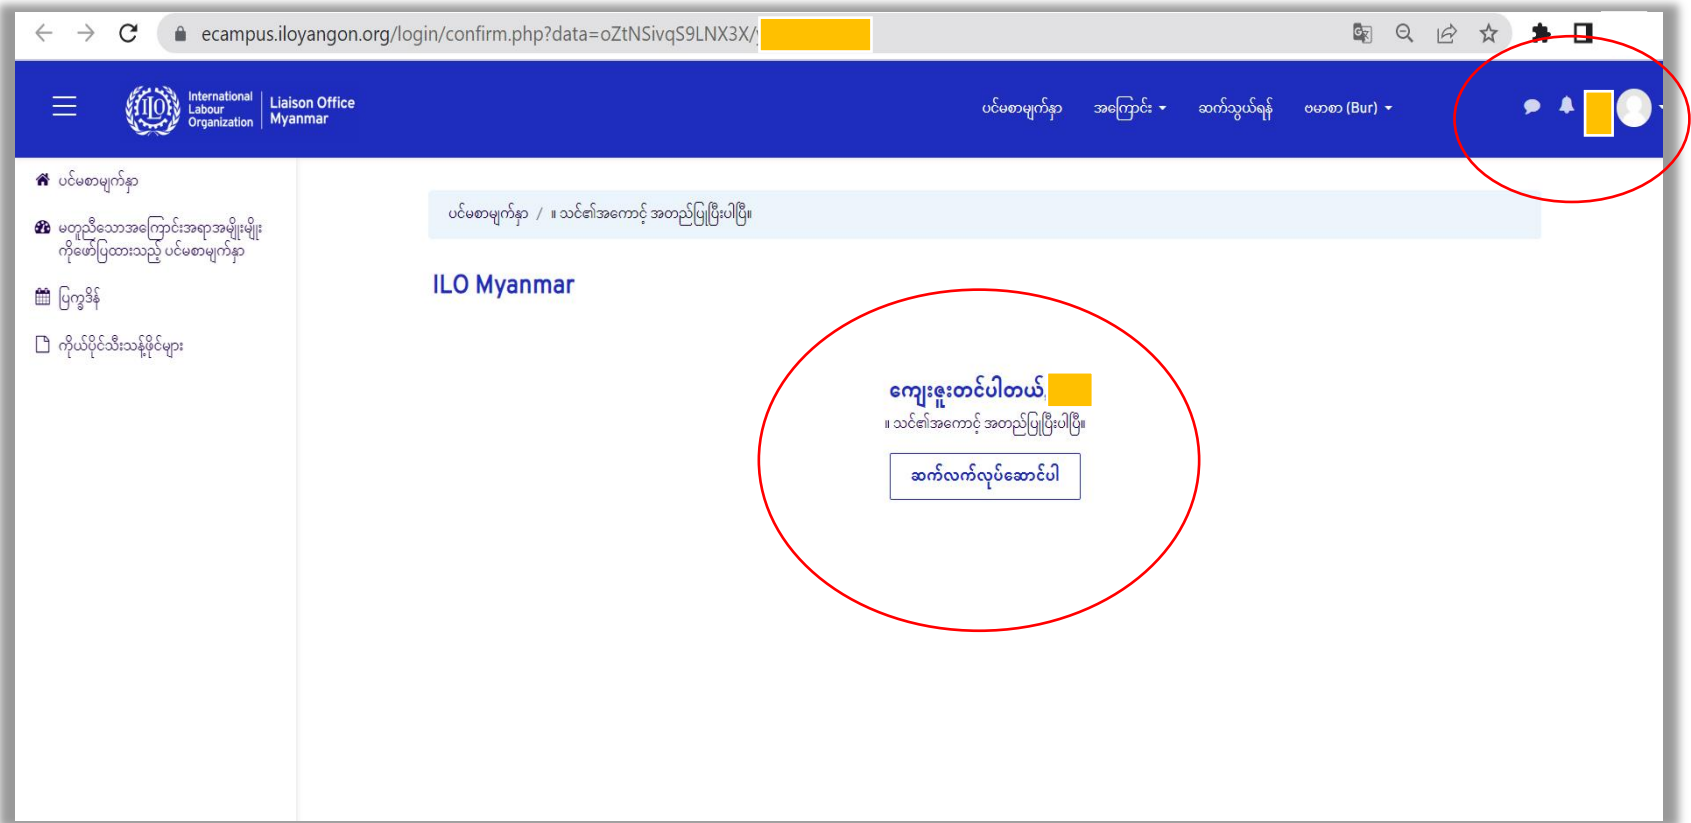 ecampus.iloyangon.org/login/confirm.php?data=oZtNSivqS9LNX3X/
International
Labour
Organization
Liaison Office
Myanmar
ပင်မစာမျက်နှာ
အကြောင်း
ဆက်သွယ်ရန်
ဗမာစာ (Bur)
ပင်မစာမျက်နှာ
မတူညီသောအကြောင်းအရာအမျိုးမျိုး
ကိုဖော်ပြထားသည့် ပင်မစာမျက်နှာ
ပြက္ခဒိန်
ကိုယ်ပိုင်သီးသန့်ဖိုင်များ
ပင်မစာမျက်နှာ / ။ သင်၏အကောင့် အတည်ပြုပြီးပါပြီ။
ILO Myanmar
ကျေးဇူးတင်ပါတယ်,
။ သင်၏အကောင့် အတည်ပြုပြီးပါပြီ။
ဆက်လက်လုပ်ဆောင်ပါ